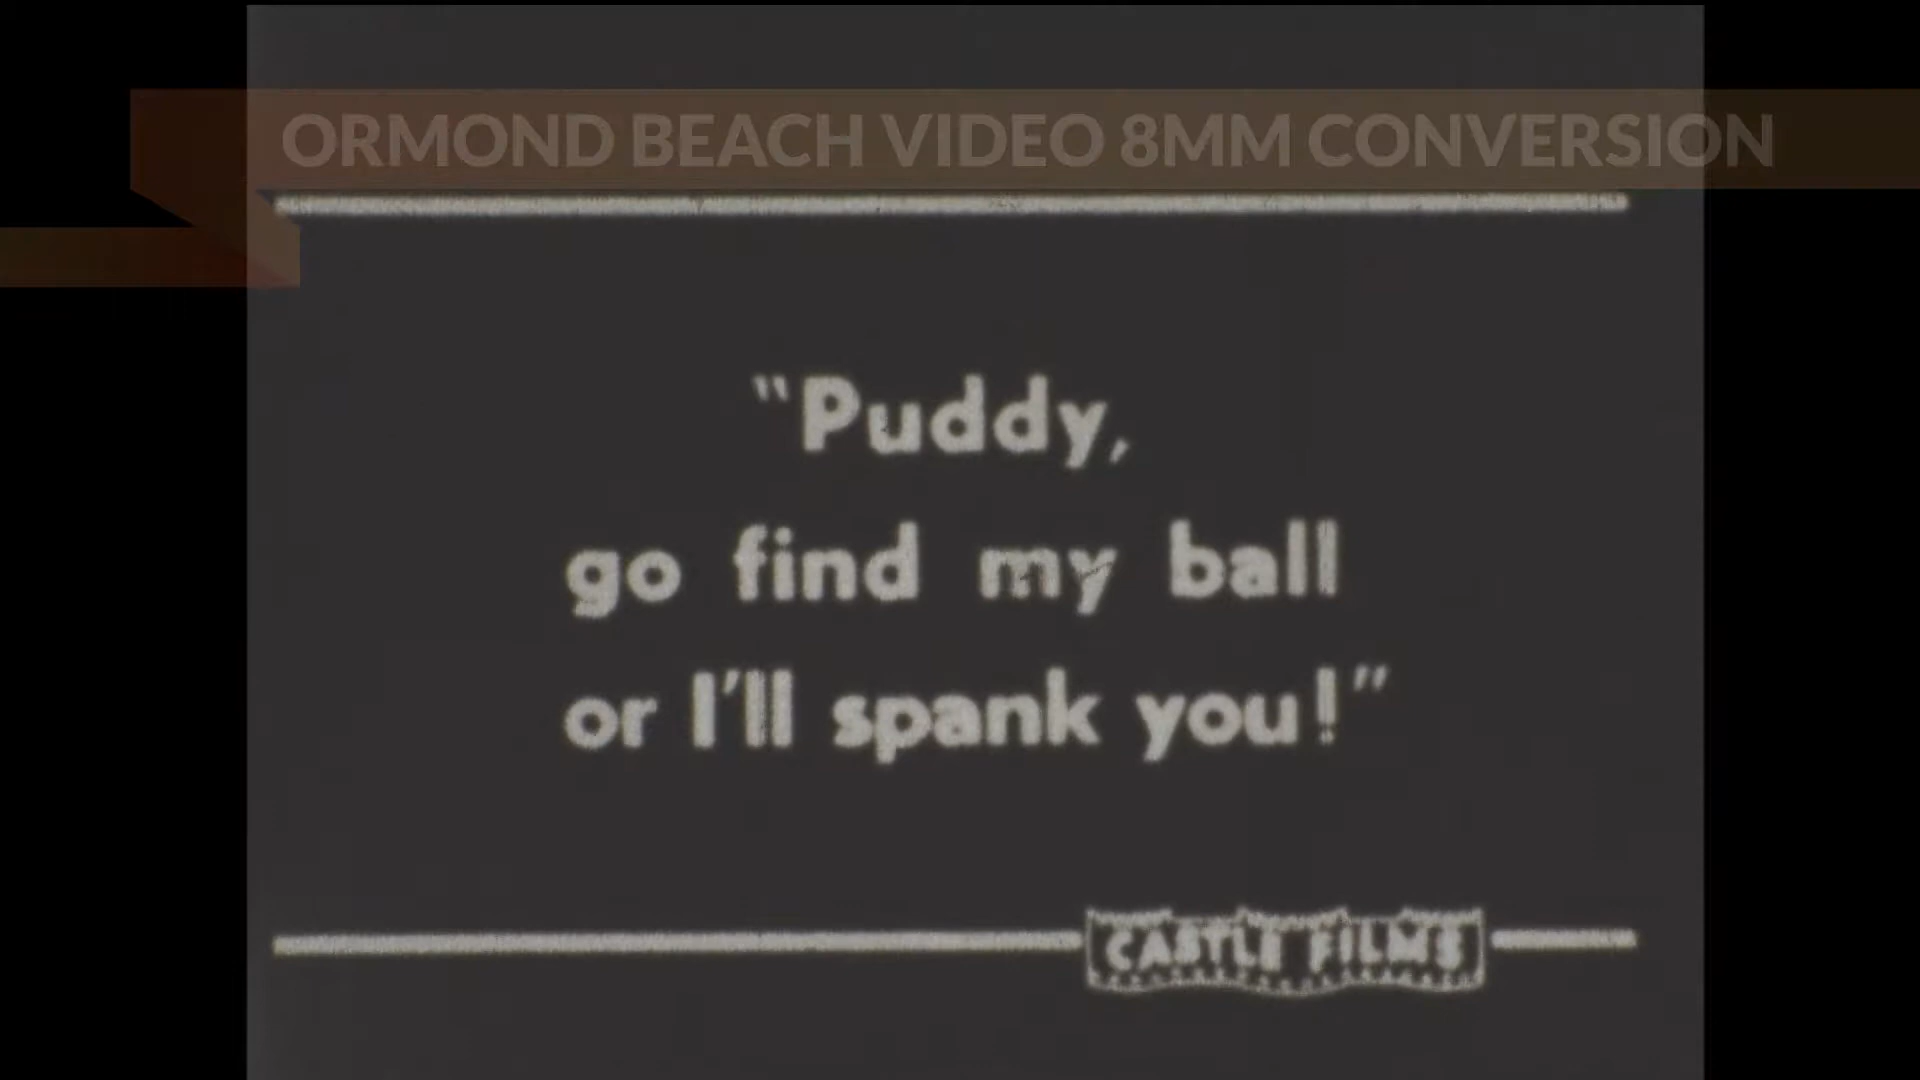 ORMOND BEACH VIDEO 8MM CONVERSION
"Puddy,
go find my ball
or I'll spank you!"
CASTLE FILMS